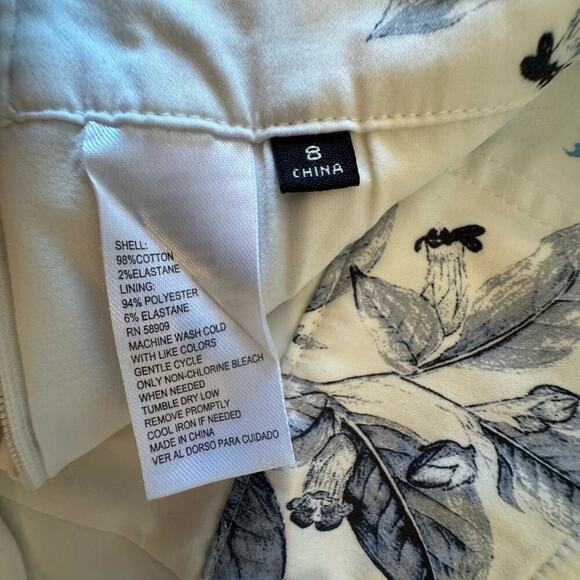 8
CHINA
SHELL:
98%COTTON
2%ELASTANE
LINING:
94% POLYESTER
6% ELASTANE
RN 58909
MACHINE WASH COLD
WITH LIKE COLORS
GENTLE CYCLE
ONLY NON-CHLORINE BLEACH
WHEN NEEDED
TUMBLE DRY LOW
REMOVE PROMPTLY
COOL IRON IF NEEDED
MADE IN CHINA
VER AL DORSO PARA CUIDADO